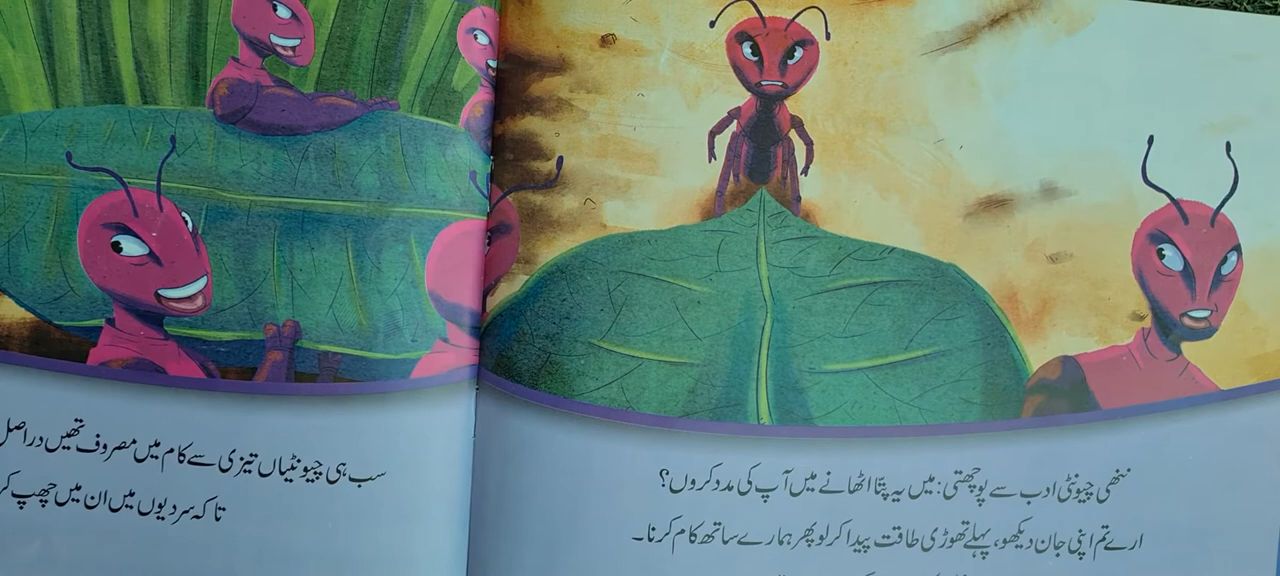 ننھی چیونٹی ادب سے پوچھتی: میں یہ پتّا اٹھانے میں آپ کی مدد کروں؟
ارے تم اپنی جان دیکھو، پہلے تھوڑی طاقت پیدا کرلو پھر ہمارے ساتھ کام کرنا۔
سب ہی چیونٹیاں تیزی سے کام میں مصروف تھیں دراصل
تاکہ سردیوں میں ان میں چھپ کر